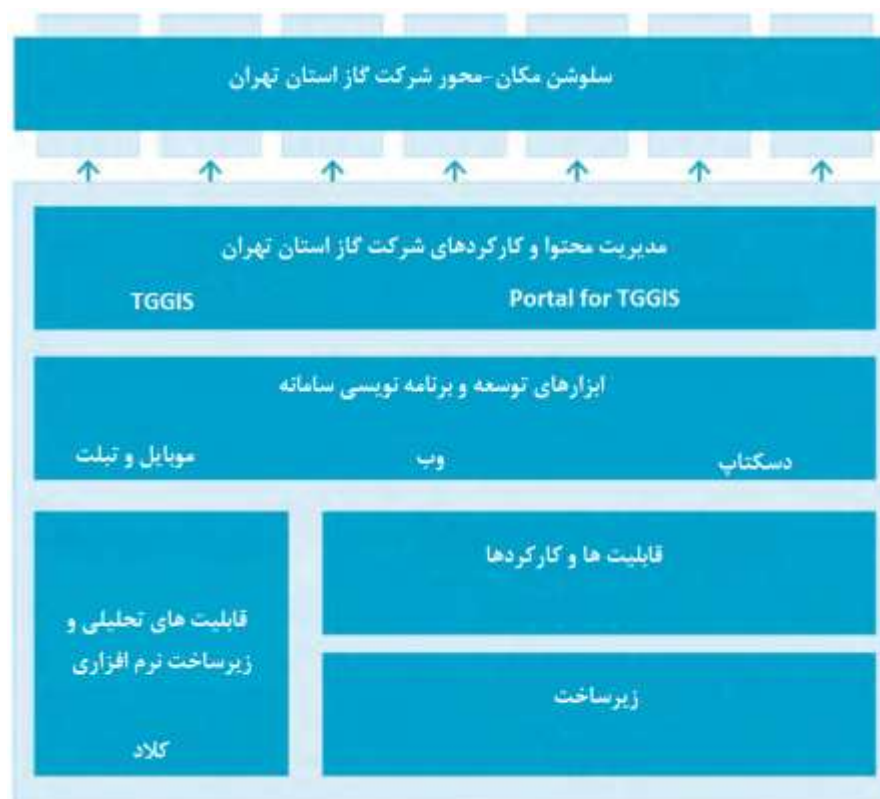 سلوشن مکان-محور شرکت گاز استان تهران
مدیریت محتوا و کارکردهای شرکت گاز استان تهران
Portal for TGGIS
TGGIS
ابزارهای توسعه و برنامه نویسی سامانه
دسکتاپ
وب
موبایل و تبلت
قابلیت ها و کارکردها
زیرساخت
قابلیت های تحلیلی و
زیرساخت نرم افزاری
کلاد